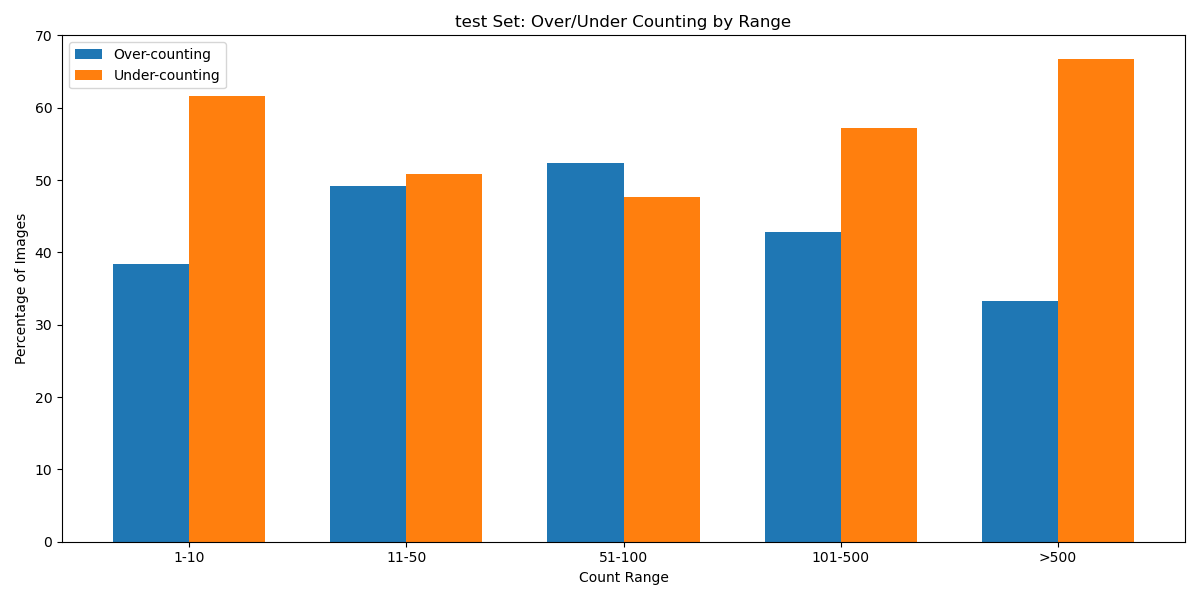 test Set: Over/Under Counting by Range
Over-counting
Under-counting
Percentage of Images
70
60
50
40
30
20
10
0
1-10 11-50 51-100 101-500 >500
Count Range